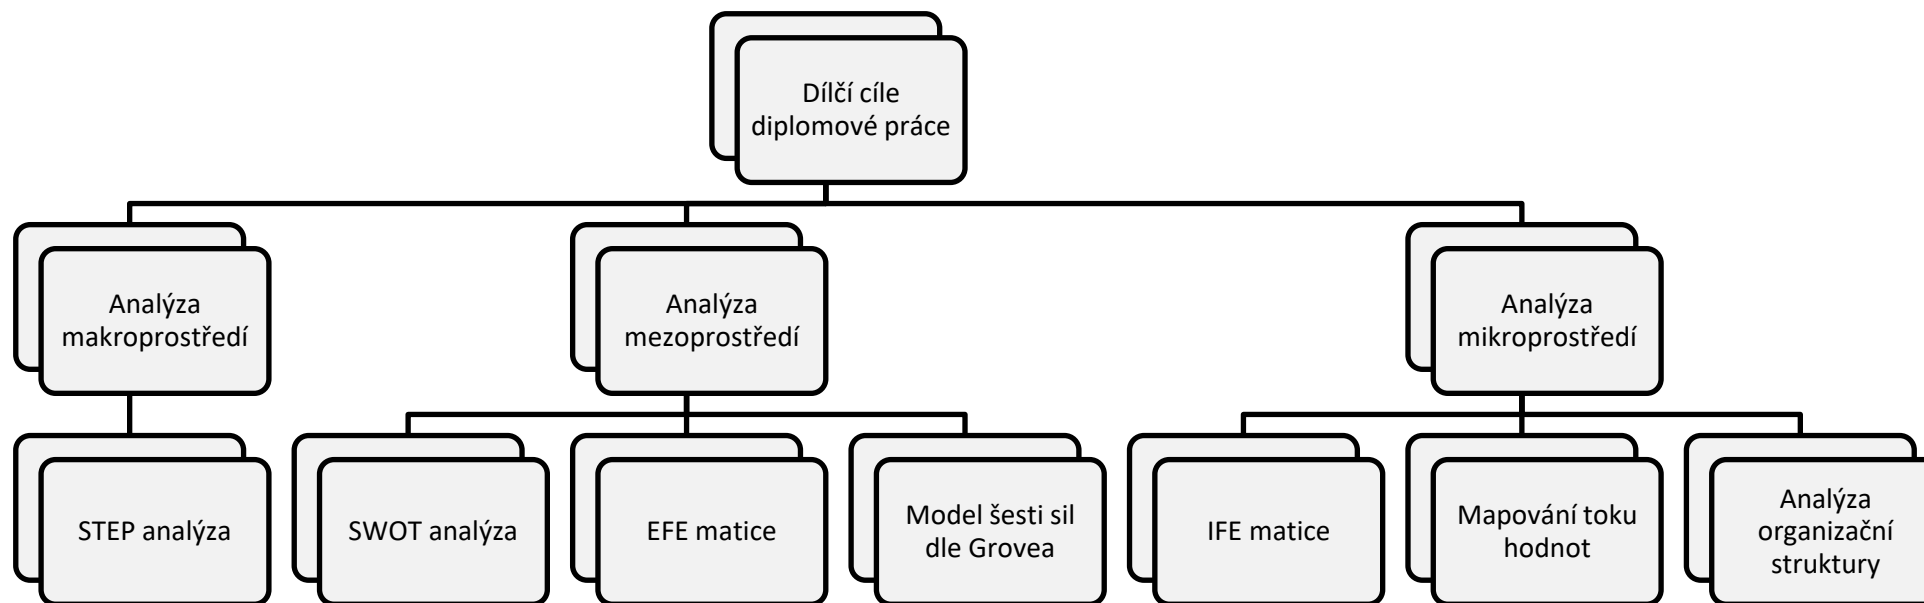 Dílčí cíle
diplomové práce
Analýza
makroprostředí
Analýza
mezoprostředí
Analýza
mikroprostředí
STEP analýza
SWOT analýza
EFE matice
Model šesti sil
dle Grovea
IFE matice
Mapování toku
hodnot
Analýza
organizační
struktury